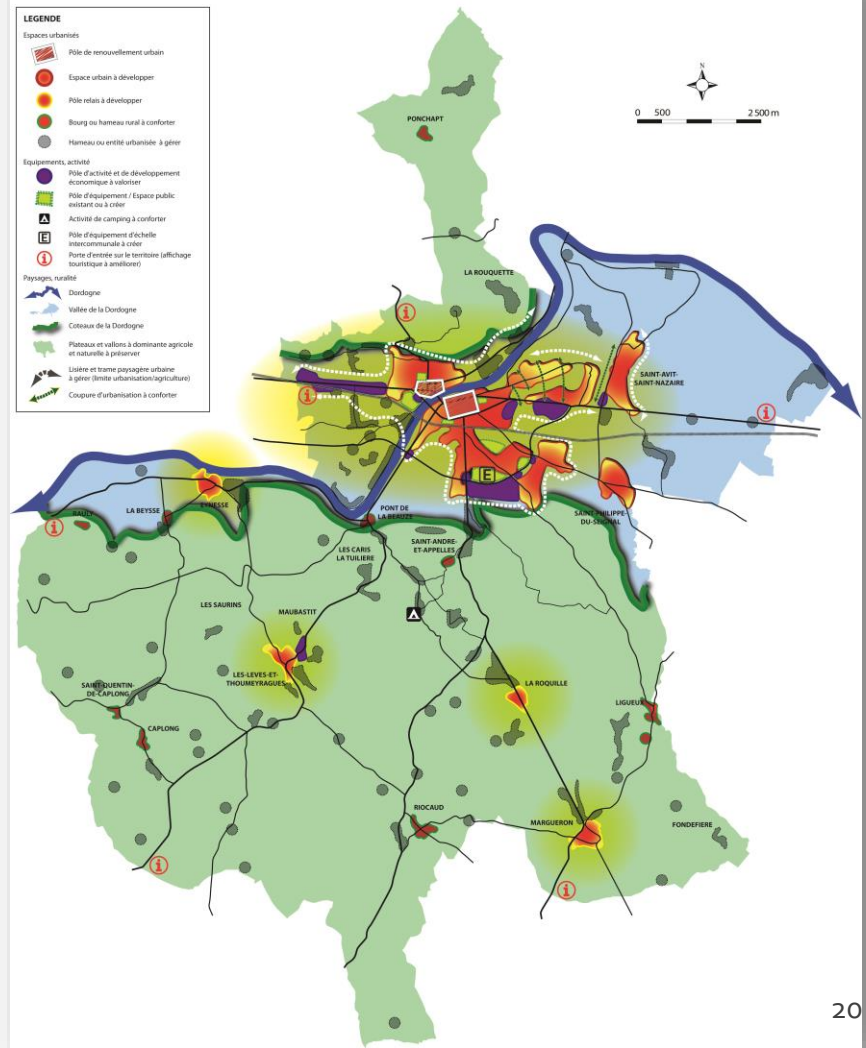 LEGENDE
Espaces urbanisés
Pôle de renouvellement urbain
Espace urbain à développer
Pôle relais à développer
Bourg ou hameau rural à conforter
Hameau ou entité urbanisée à gérer
Equipements, activité
Pôle d'activité et de développement
économique à valoriser
Pôle d'équipement / Espace public
existant ou à créer
Activité de camping à conforter
E
Pôle d'équipement d'échelle
intercommunale à créer
i
Porte d'entrée sur le territoire (affichage
touristique à améliorer)
Paysages, ruralité
Dordogne
Vallée de la Dordogne
Coteaux de la Dordogne
Plateaux et vallons à dominante agricole
et naturelle à préserver
Lisière et trame paysagère urbaine
à gérer (limite urbanisation/agriculture)
Coupure d'urbanisation à conforter
N
0 500 2 500 m
PONCHAPT
LA ROUQUETTE
i
SAINT-AVIT-
SAINT-NAZAIRE
i
i
E
EYNESSE
RAULY
LA BEYSSE
i
PONT DE
LA BEAUZE
SAINT-PHILIPPE-
DU-SEIGNAL
LES CARIS
LA TUILIERE
SAINT-ANDRE-
ET-APPELLES
LES SAURINS
MAUBASTIT
LES-LEVES-ET-
THOUMEYRAGUES
SAINT-QUENTIN-
DE-CAPLONG
CAPLONG
LA ROQUILLE
LIGUEUX
RIOCAUD
MARGUERON
FONDEFIERE
i
i
20